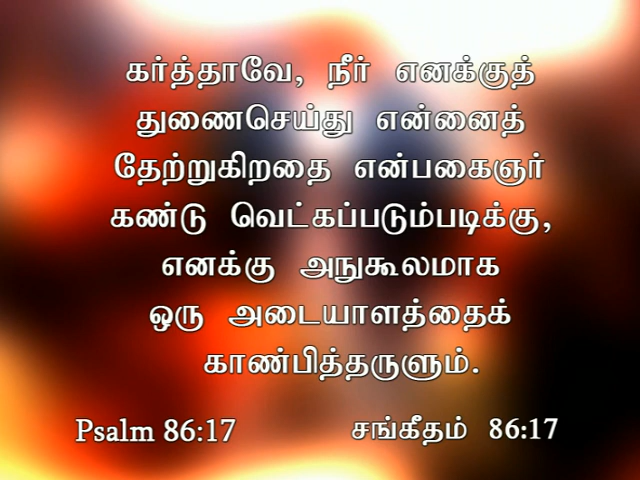 கர்த்தாவே, நீர் எனக்குத்
துணைசெய்து என்னைத்
தேற்றுகிறதை என்பகைஞர்
கண்டு வெட்கப்படும்படிக்கு,
எனக்கு அநுகூலமாக
ஒரு அடையாளத்தைக்
காண்பித்தருளும்.
Psalm 86:17 சங்கீதம் 86:17